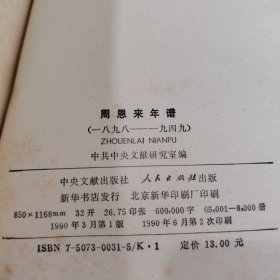 周恩来年谱
(一八九八——一九四九)
ZHOUENLAI NIANPU
中共中央文献研究室编
中央文献出版社 人民出版社出版
新华书店发行 北京新华印刷厂印刷
850×1168mm 32开 26.75印张 600,000字 05,001-8,000册
1990年3月第1版 1990年6月第2次印刷
ISBN 7-5073-0031-5/K·1 定价 13.00元